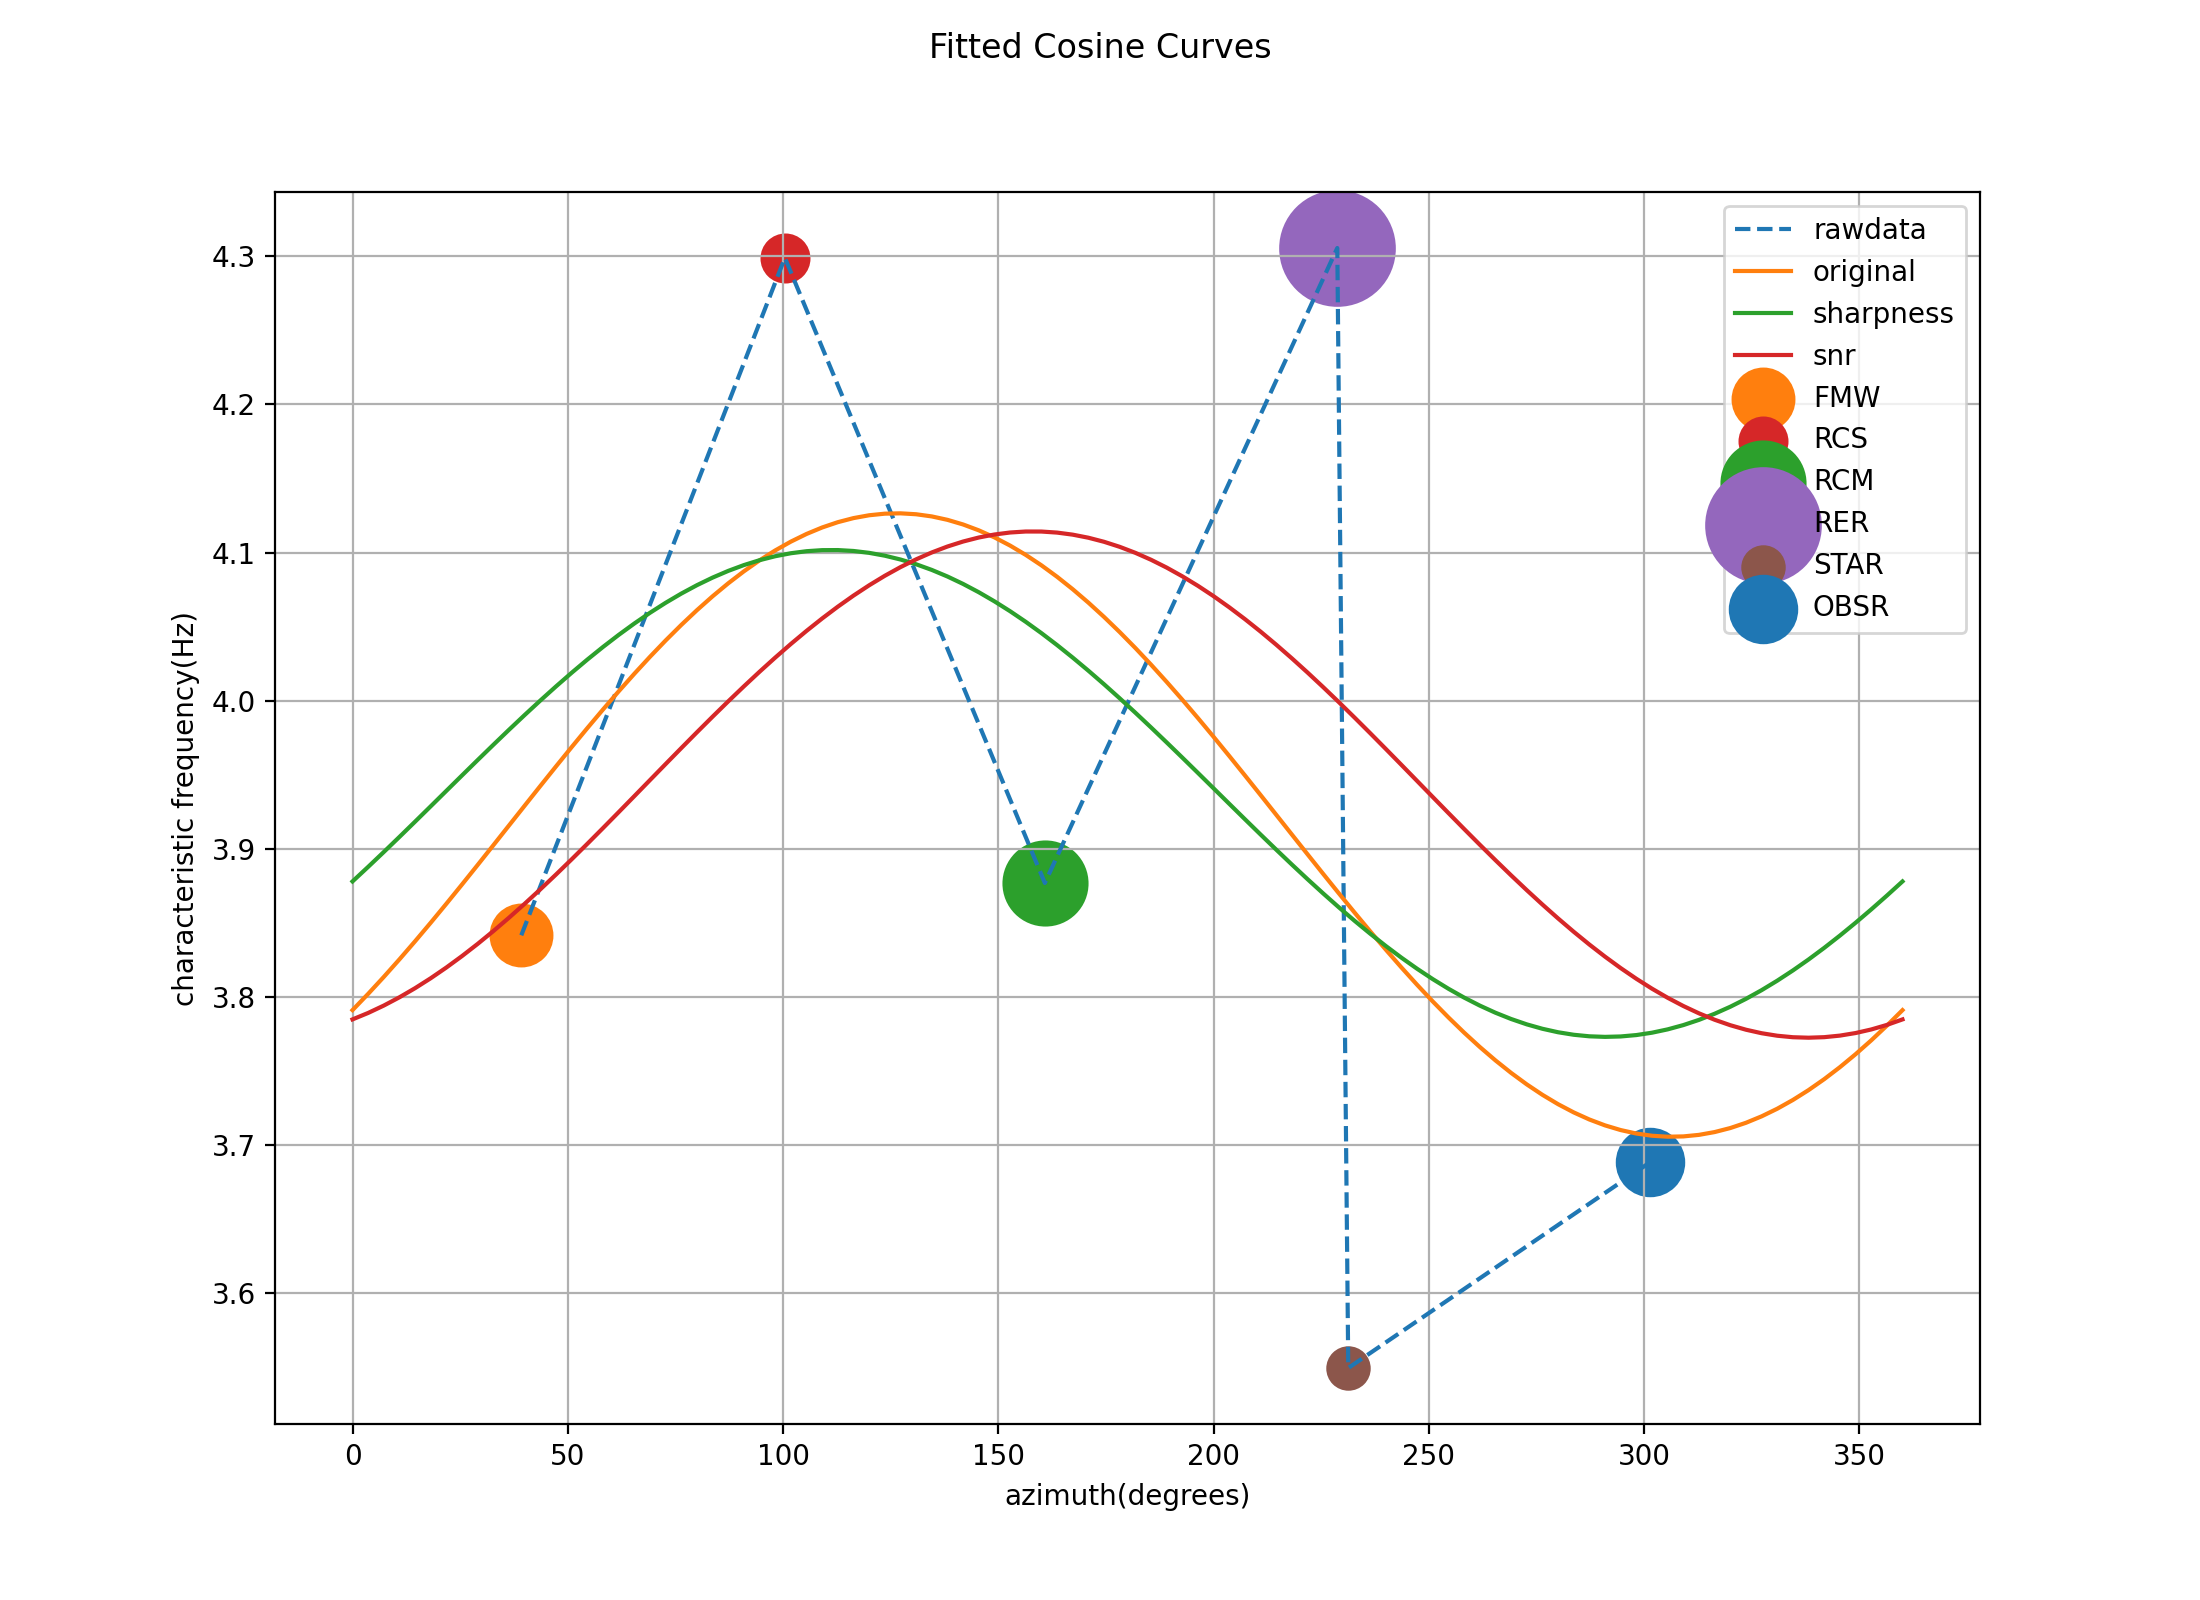 Fitted Cosine Curves
4.3
4.2
4.1
4.0
3.9
3.8
3.7
3.6
characteristic frequency(Hz)
rawdata
original
sharpness
snr
FMW
RCS
RCM
RER
STAR
OBSR
0 50 100 150 200 250 300 350
azimuth(degrees)